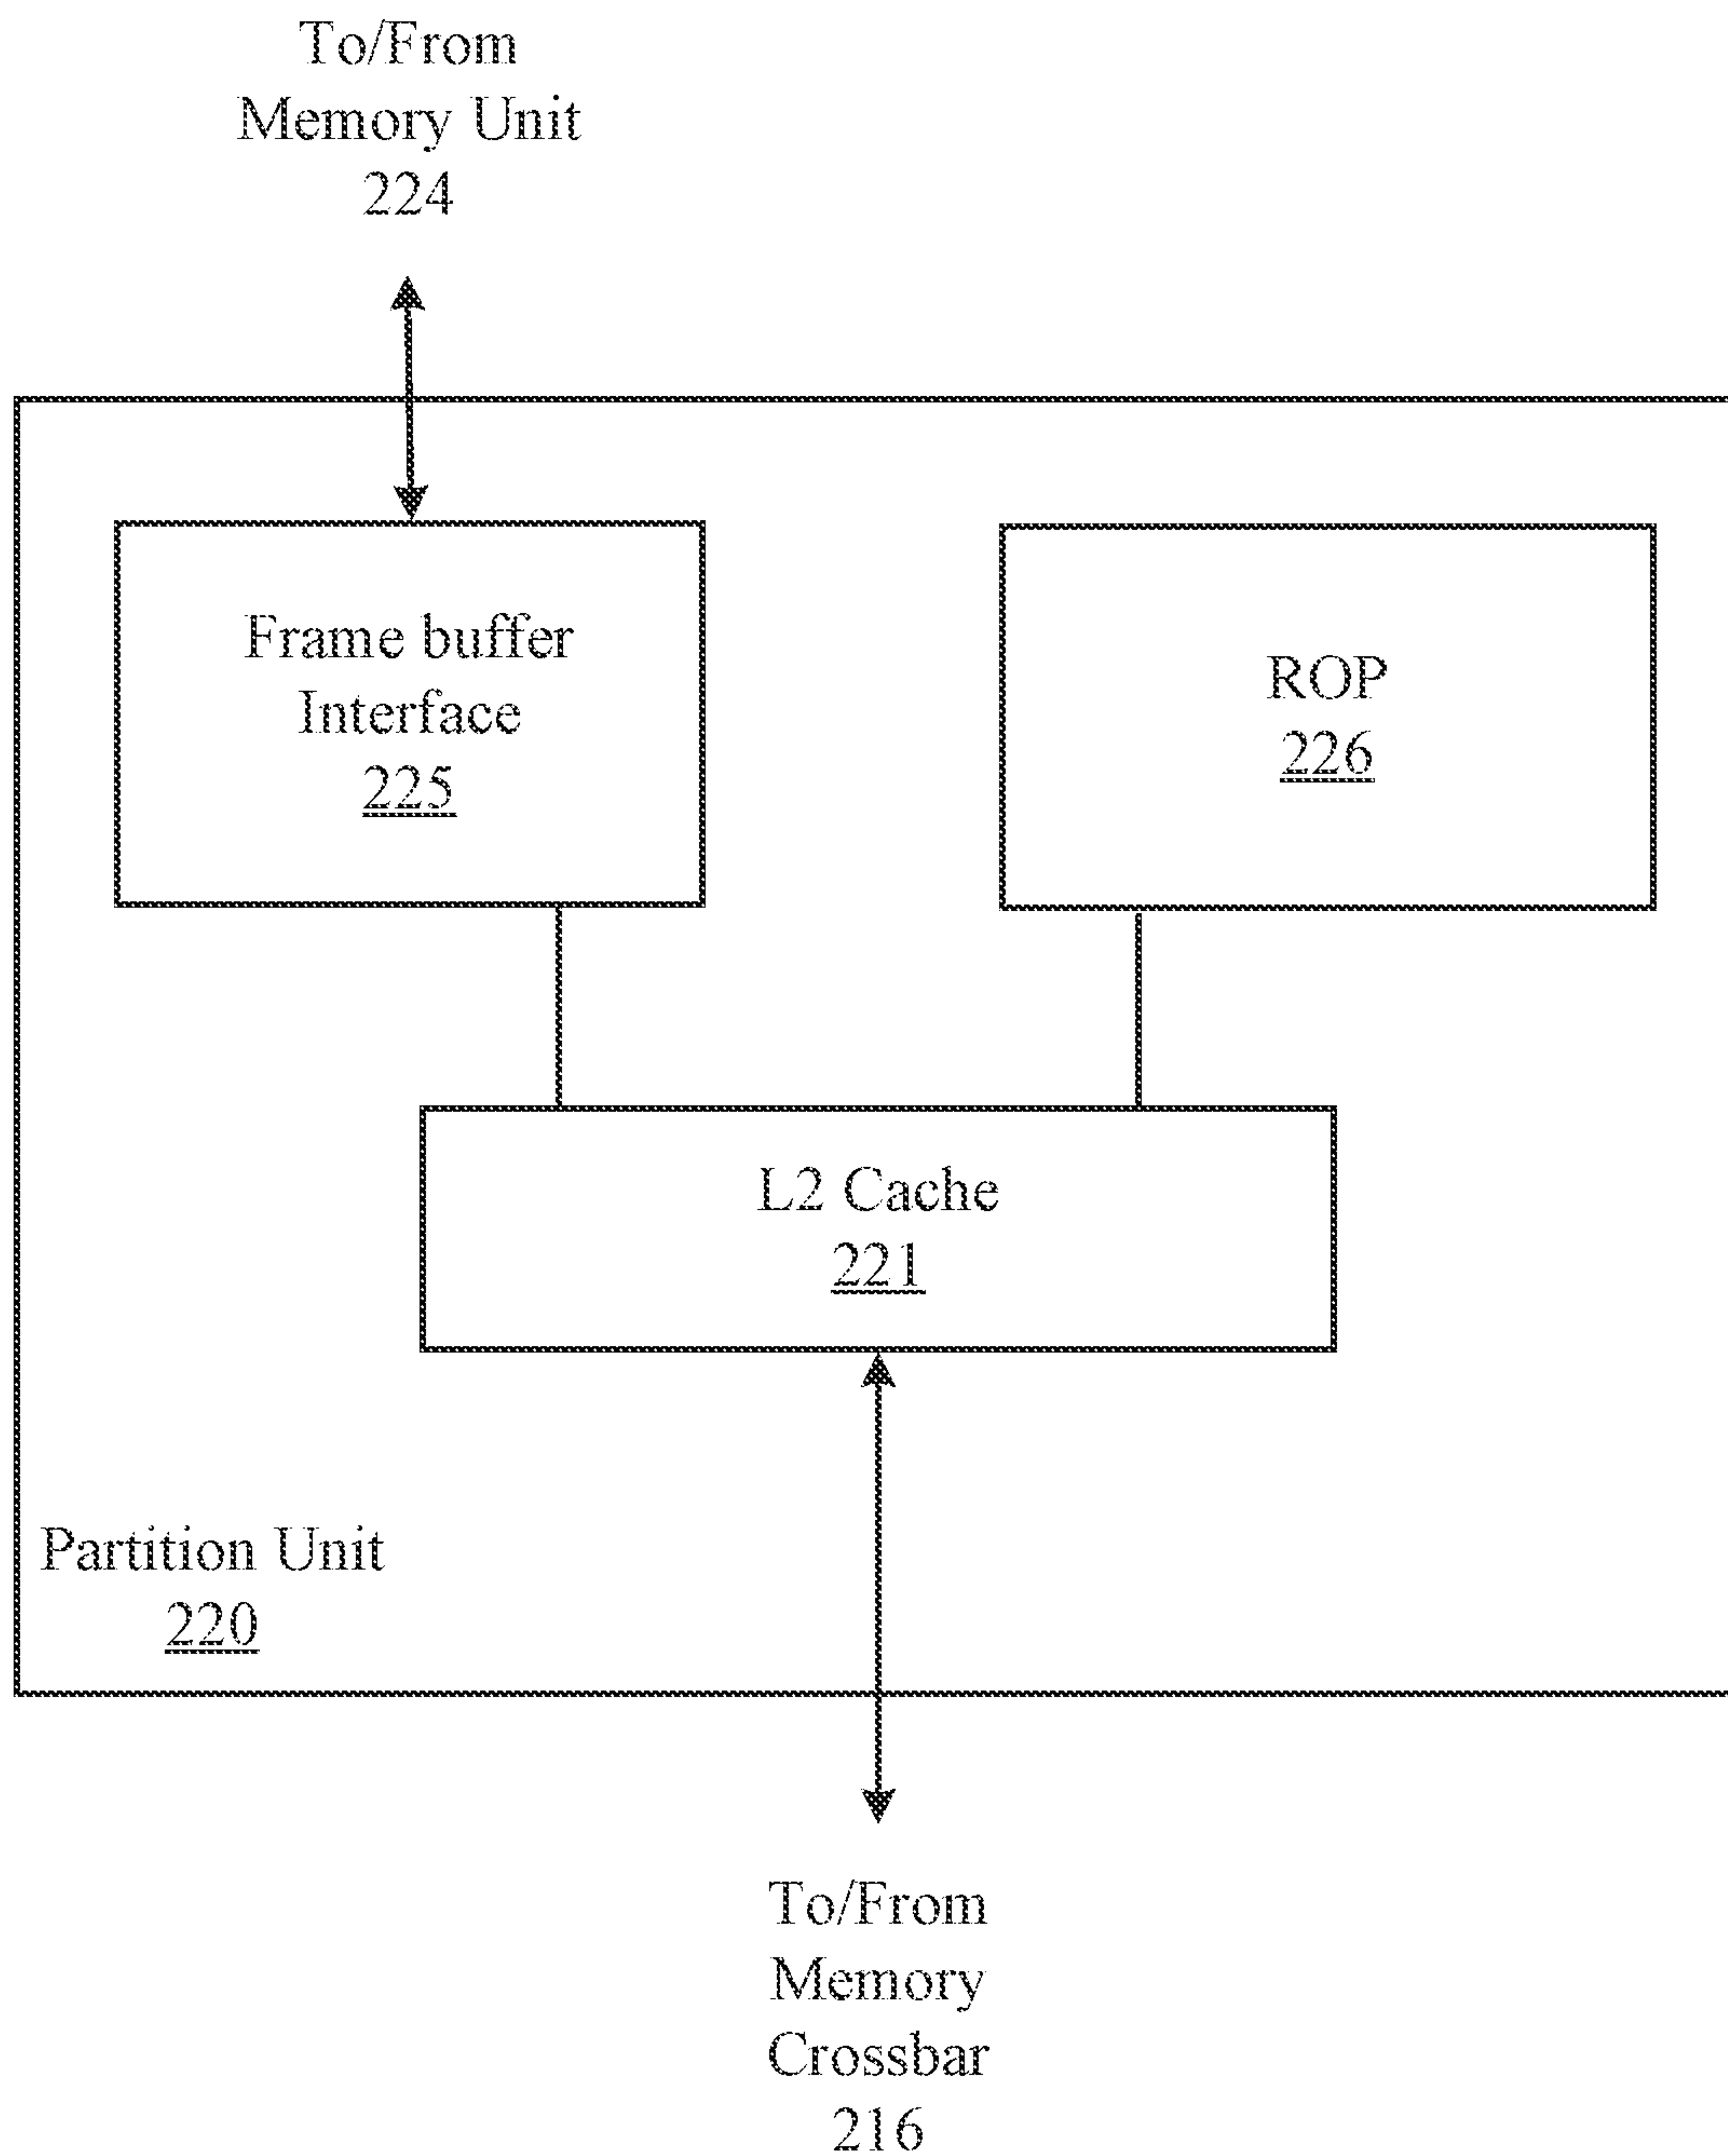 To/From
Memory Unit
224
Frame buffer
Interface
225
ROP
226
L2 Cache
221
Partition Unit
220
To/From
Memory
Crossbar
216